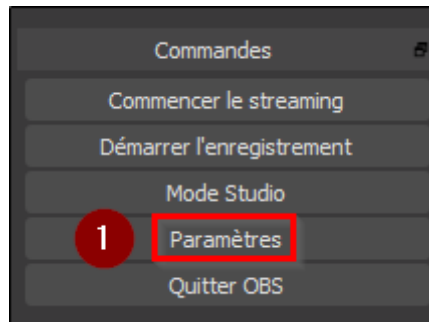 Commandes
Commencer le streaming
Démarrer l'enregistrement
Mode Studio
1 Paramètres
Quitter OBS